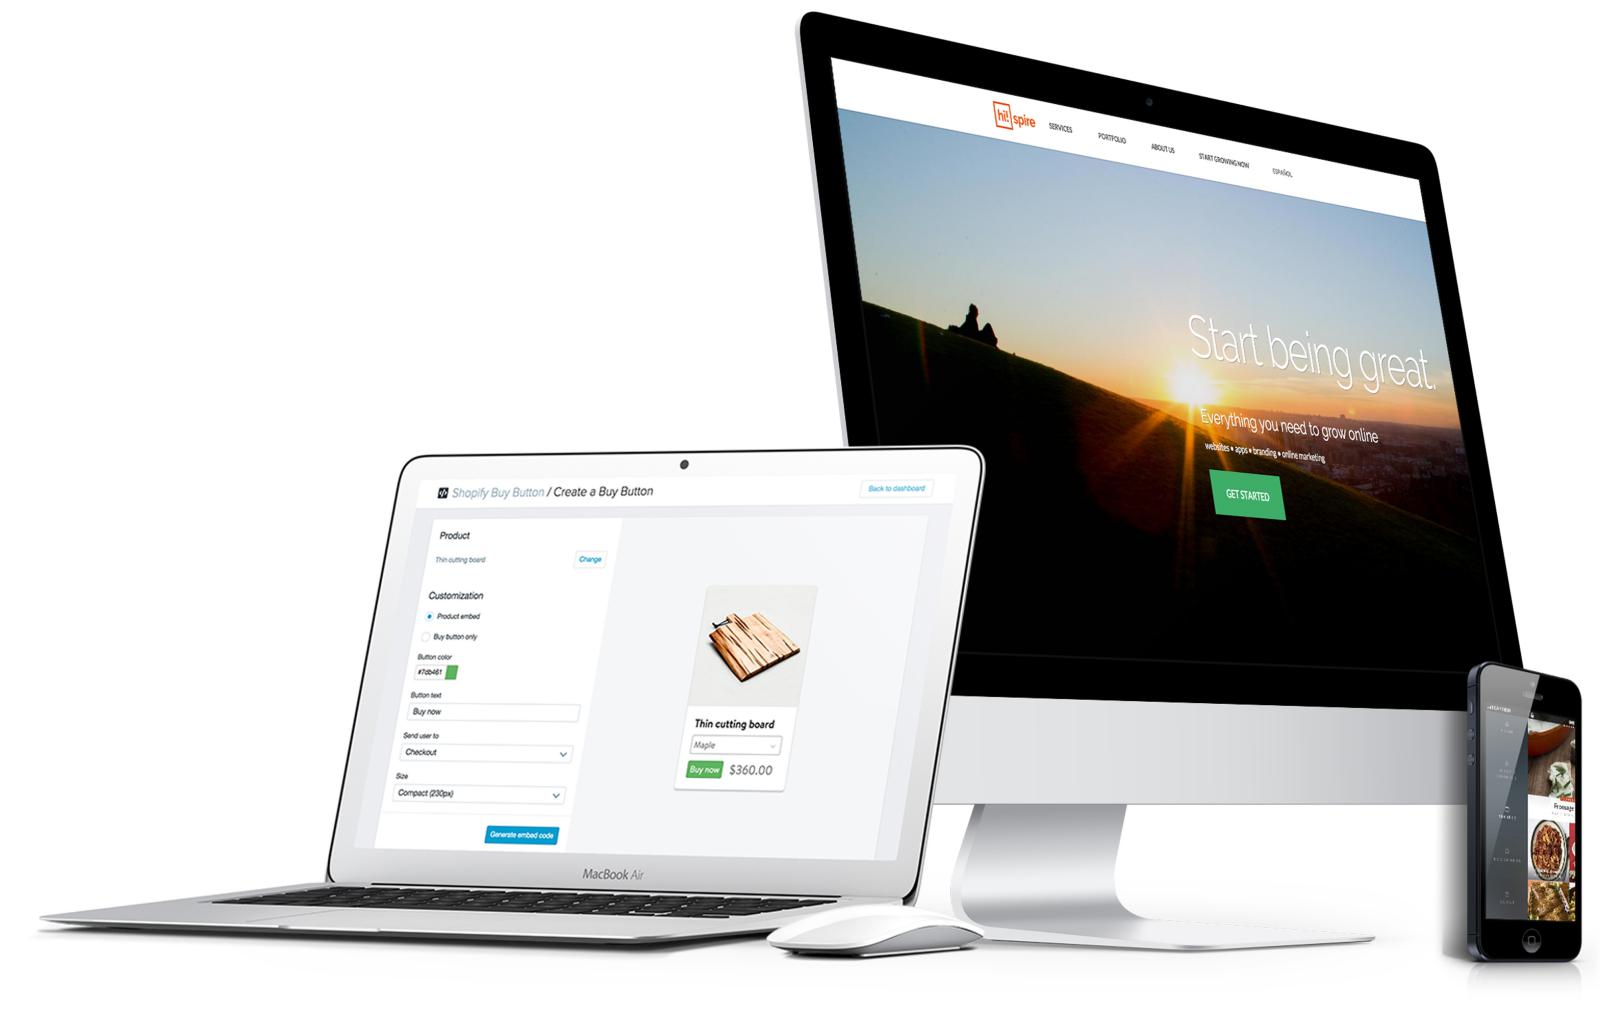 hi! spire
SERVICES
PORTFOLIO
ABOUT US
START GROWING NOW
ESPAÑOL
Start being great.
Everything you need to grow online
websites • apps • branding • online marketing
GET STARTED
Shopify Buy Button / Create a Buy Button
Back to dashboard
Product
Thin cutting board
Change
Customization
Product embed
Buy button only
Button color
#7db461
Button text
Buy now
Send user to
Checkout
Size
Compact (230px)
Generate embed code
Thin cutting board
Maple
Buy now $360.00
MacBook Air
Fromage